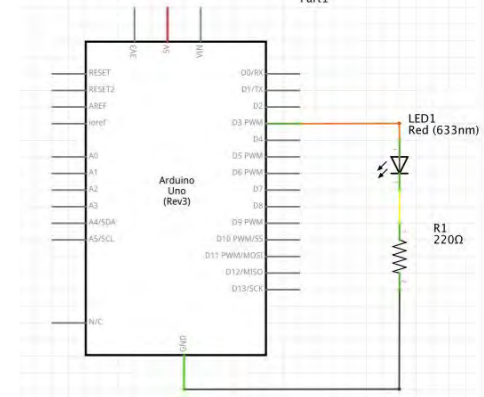 Part1
3V3
5V
VIN
RESET
RESET2
AREF
ioref
A0
A1
A2
A3
A4/SDA
A5/SCL
N/C
Arduino
Uno
(Rev3)
D0/RX
D1/TX
D2
D3 PWM
D4
D5 PWM
D6 PWM
D7
D8
D9 PWM
D10 PWM/SS
D11 PWM/MOSI
D12/MISO
D13/SCK
GND
LED1
Red (633nm)
R1
220Ω